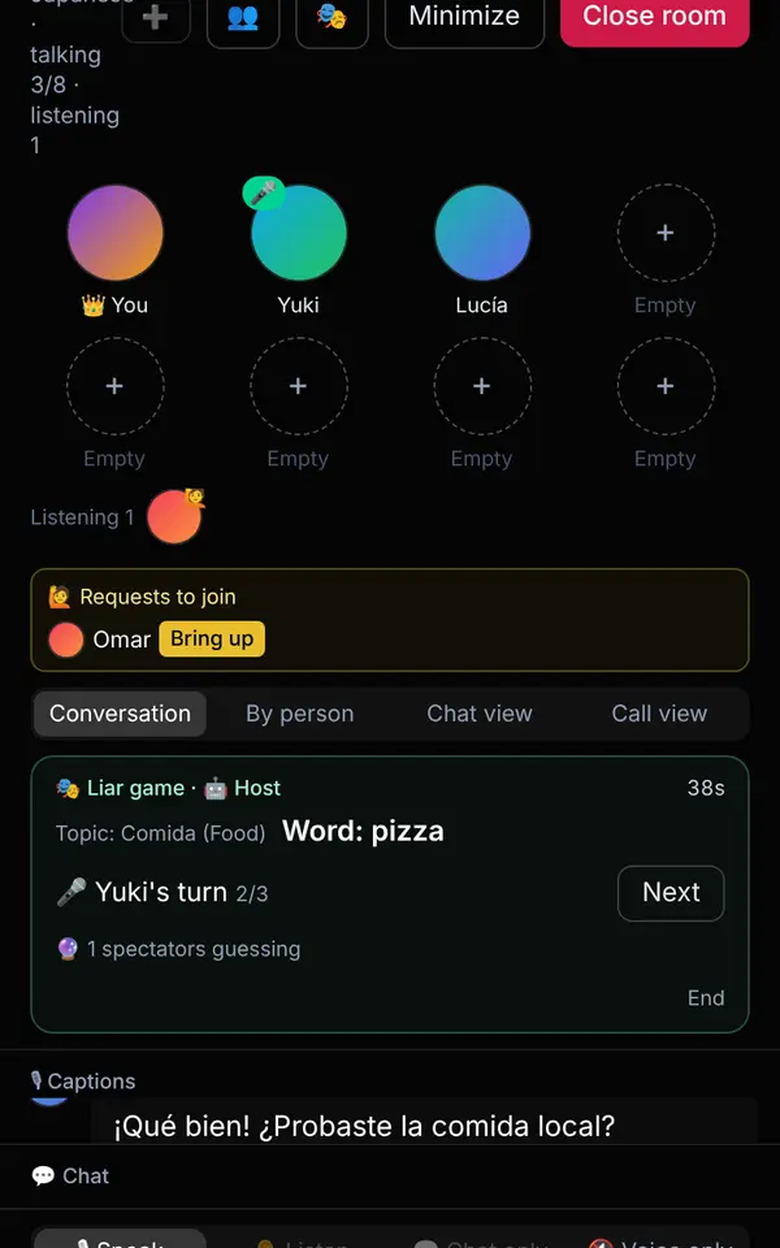 ·
talking
3/8 ·
listening
1
Minimize
Close room
👑 You
Yuki
Lucía
Empty
Empty
Empty
Empty
Empty
Listening 1
🙋 Requests to join
Omar Bring up
Conversation By person Chat view Call view
🎭 Liar game · 🤖 Host 38s
Topic: Comida (Food) Word: pizza
🎤 Yuki's turn 2/3 Next
🔮 1 spectators guessing
End
🎙 Captions
¡Qué bien! ¿Probaste la comida local?
💬 Chat